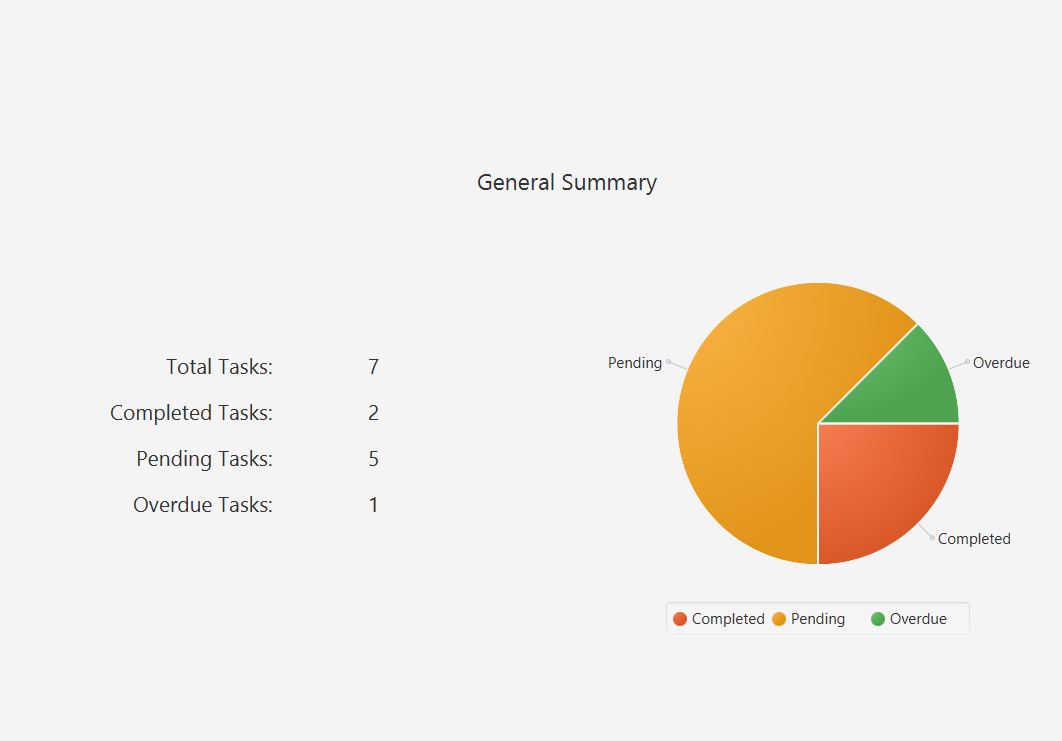 General Summary
Total Tasks: 7
Completed Tasks: 2
Pending Tasks: 5
Overdue Tasks: 1
Pending
Overdue
Completed
Completed Pending Overdue